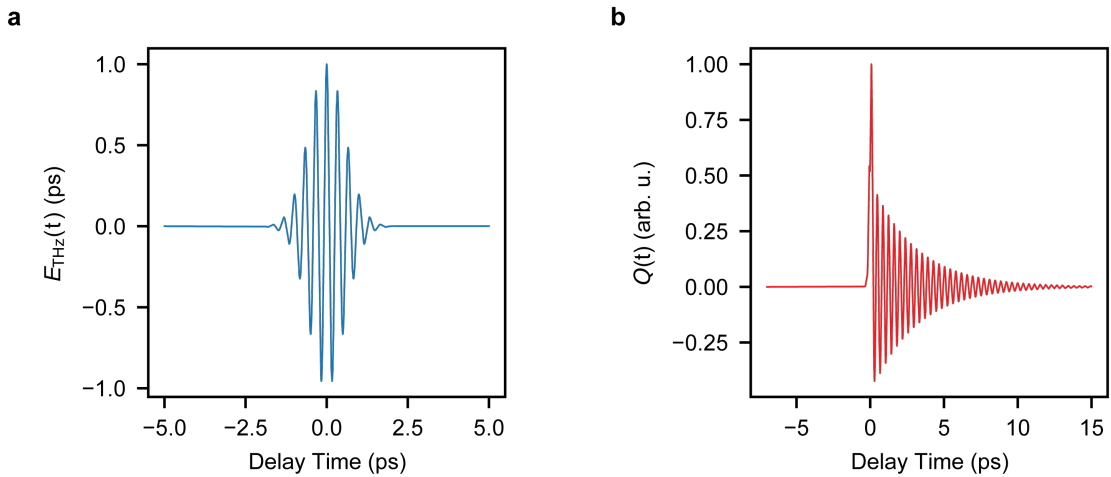 a
1.0
0.5
0.0
−0.5
−1.0
E_THz(t) (ps)
−5.0 −2.5 0.0 2.5 5.0
Delay Time (ps)
b
1.00
0.75
0.50
0.25
0.00
−0.25
Q(t) (arb. u.)
−5 0 5 10 15
Delay Time (ps)